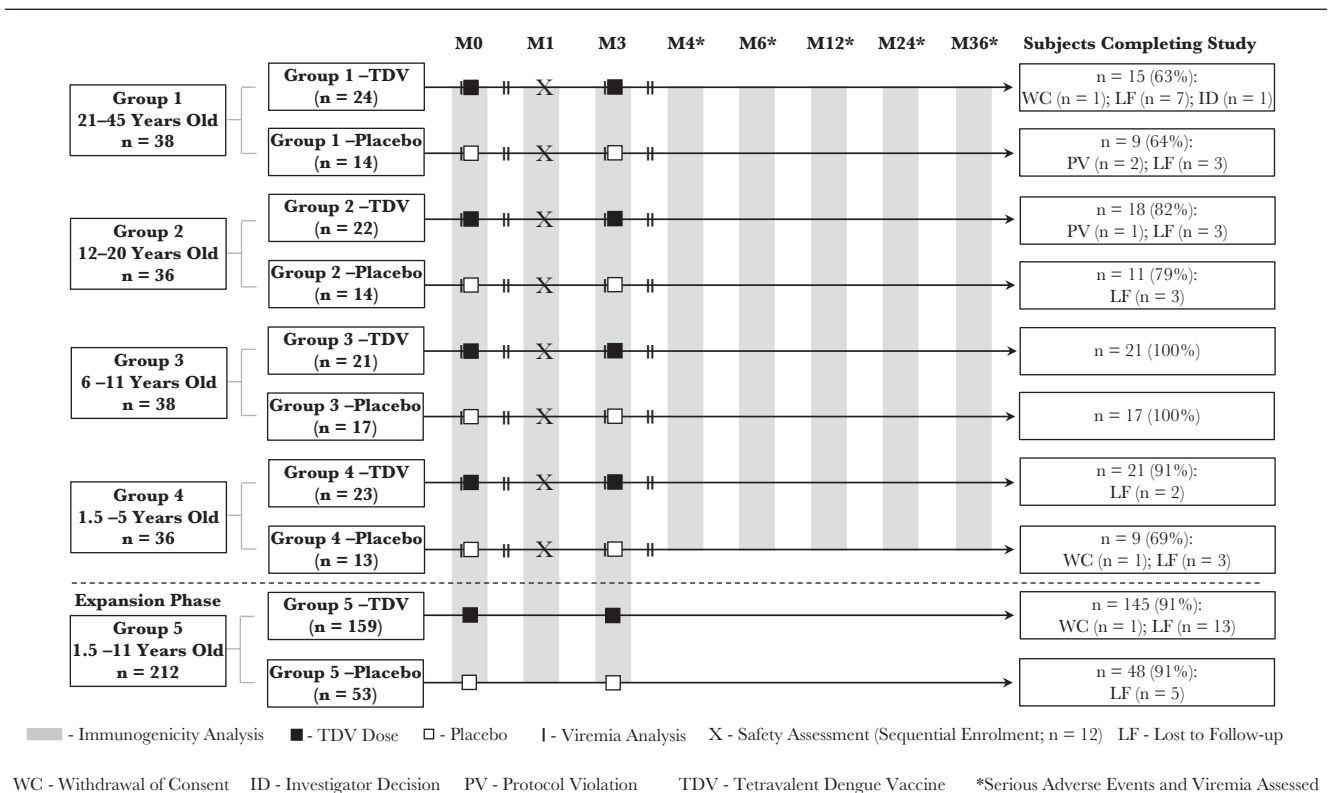 M0 M1 M3 M4* M6* M12* M24* M36* Subjects Completing Study
Group 1
21–45 Years Old
n = 38
Group 1 –TDV
(n = 24)
n = 15 (63%):
WC (n = 1); LF (n = 7); ID (n = 1)
Group 1 –Placebo
(n = 14)
n = 9 (64%):
PV (n = 2); LF (n = 3)
Group 2
12–20 Years Old
n = 36
Group 2 –TDV
(n = 22)
n = 18 (82%):
PV (n = 1); LF (n = 3)
Group 2 –Placebo
(n = 14)
n = 11 (79%):
LF (n = 3)
Group 3
6 –11 Years Old
n = 38
Group 3 –TDV
(n = 21)
n = 21 (100%)
Group 3 –Placebo
(n = 17)
n = 17 (100%)
Group 4
1.5 –5 Years Old
n = 36
Group 4 –TDV
(n = 23)
n = 21 (91%):
LF (n = 2)
Group 4 –Placebo
(n = 13)
n = 9 (69%):
WC (n = 1); LF (n = 3)
Expansion Phase
Group 5
1.5 –11 Years Old
n = 212
Group 5 –TDV
(n = 159)
n = 145 (91%):
WC (n = 1); LF (n = 13)
Group 5 –Placebo
(n = 53)
n = 48 (91%):
LF (n = 5)
- Immunogenicity Analysis - TDV Dose - Placebo - Viremia Analysis X - Safety Assessment (Sequential Enrolment; n = 12) LF - Lost to Follow-up
WC - Withdrawal of Consent ID - Investigator Decision PV - Protocol Violation TDV - Tetravalent Dengue Vaccine *Serious Adverse Events and Viremia Assessed